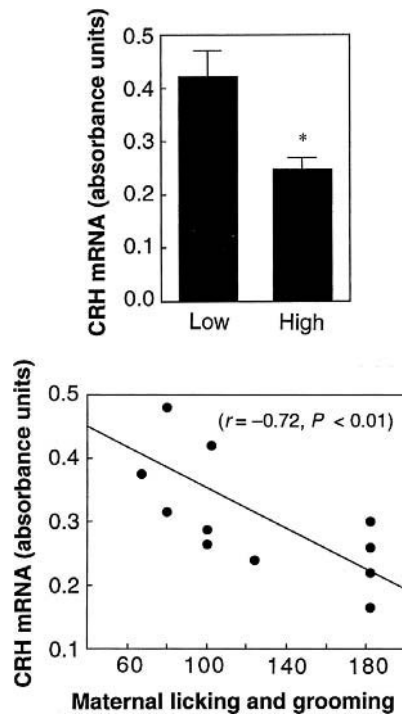 CRH mRNA (absorbance units)
0.5
0.4
0.3
0.2
0.1
0.0
*
Low High
CRH mRNA (absorbance units)
0.5
0.4
0.3
0.2
0.1
(r = –0.72, P < 0.01)
60 100 140 180
Maternal licking and grooming